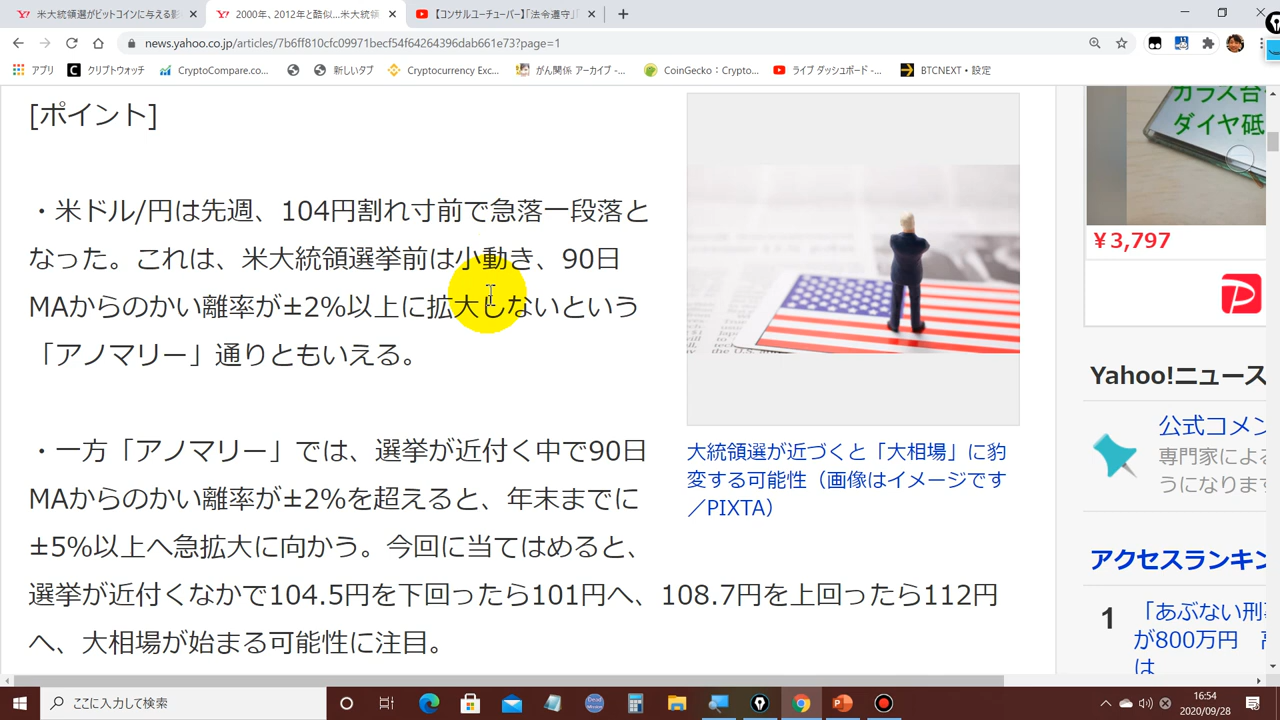 米大統領選がビットコインに与える影
2000年、2012年と酷似…米大統領
【コンサルユーチューバー】「法令遵守」
news.yahoo.co.jp/articles/7b6ff810cfc09971becf54f64264396dab661e73?page=1
アプリ
クリプトウォッチ
CryptoCompare.co...
新しいタブ
Cryptocurrency Exc...
がん関係 アーカイブ -...
CoinGecko：Crypto...
ライブ ダッシュボード -...
BTCNEXT・設定
[ポイント]
・米ドル/円は先週、104円割れ寸前で急落一段落と
なった。これは、米大統領選挙前は小動き、90日
MAからのかい離率が±2%以上に拡大しないという
「アノマリー」通りともいえる。
・一方「アノマリー」では、選挙が近付く中で90日
MAからのかい離率が±2%を超えると、年末までに
±5%以上へ急拡大に向かう。今回に当てはめると、
選挙が近付くなかで104.5円を下回ったら101円へ、108.7円を上回ったら112円
へ、大相場が始まる可能性に注目。
大統領選が近づくと「大相場」に豹
変する可能性（画像はイメージです
／PIXTA）
ガラス台
ダイヤ砥
¥3,797
Yahoo!ニュース
公式コメン
専門家による
うになります
アクセスランキン
1
「あぶない刑
が800万円
は
ここに入力して検索
16:54
2020/09/28